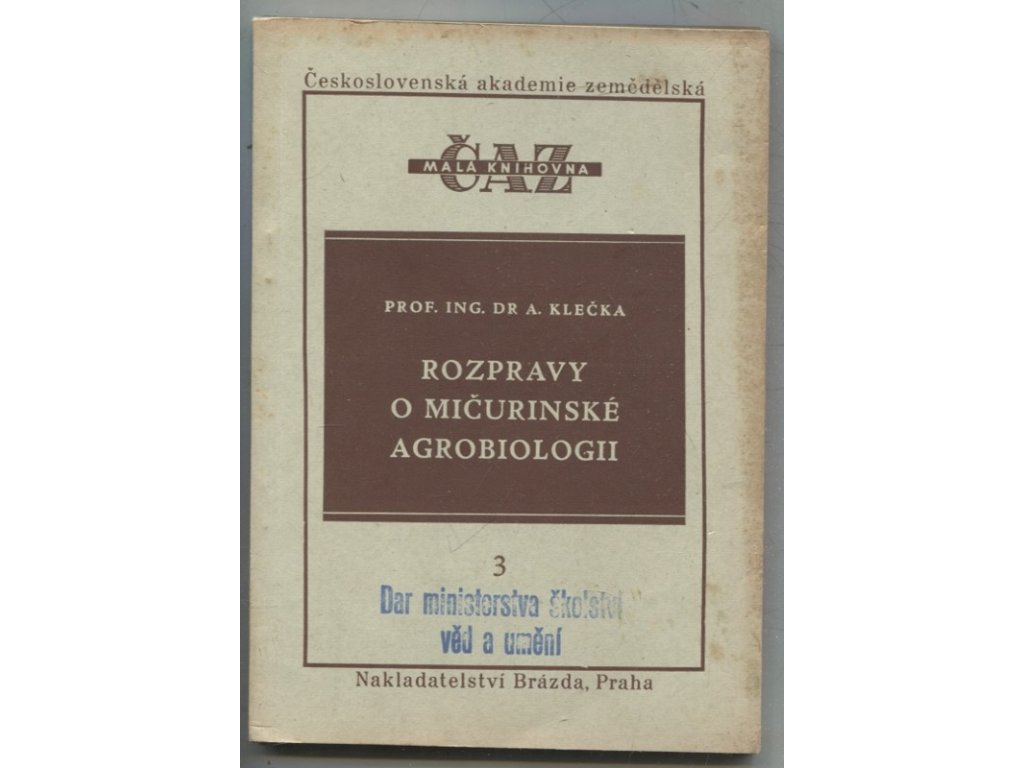 Československá akademie zemědělská
ČAZ
MALÁ KNIHOVNA
PROF. ING. DR A. KLEČKA
ROZPRAVY
O MIČURINSKÉ
AGROBIOLOGII
3
Dar ministerstva školství
věd a umění
Nakladatelství Brázda, Praha